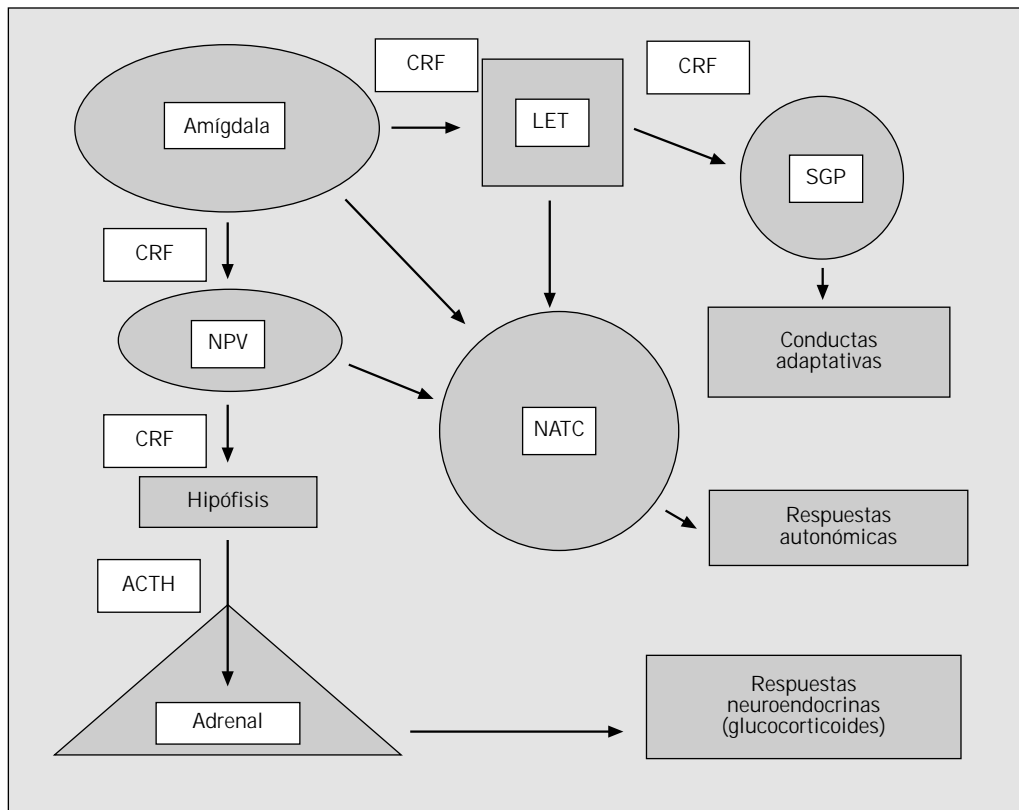 CRF
CRF
Amígdala
LET
SGP
CRF
NPV
Conductas
adaptativas
CRF
NATC
Hipófisis
Respuestas
autonómicas
ACTH
Respuestas
neuroendocrinas
(glucocorticoides)
Adrenal